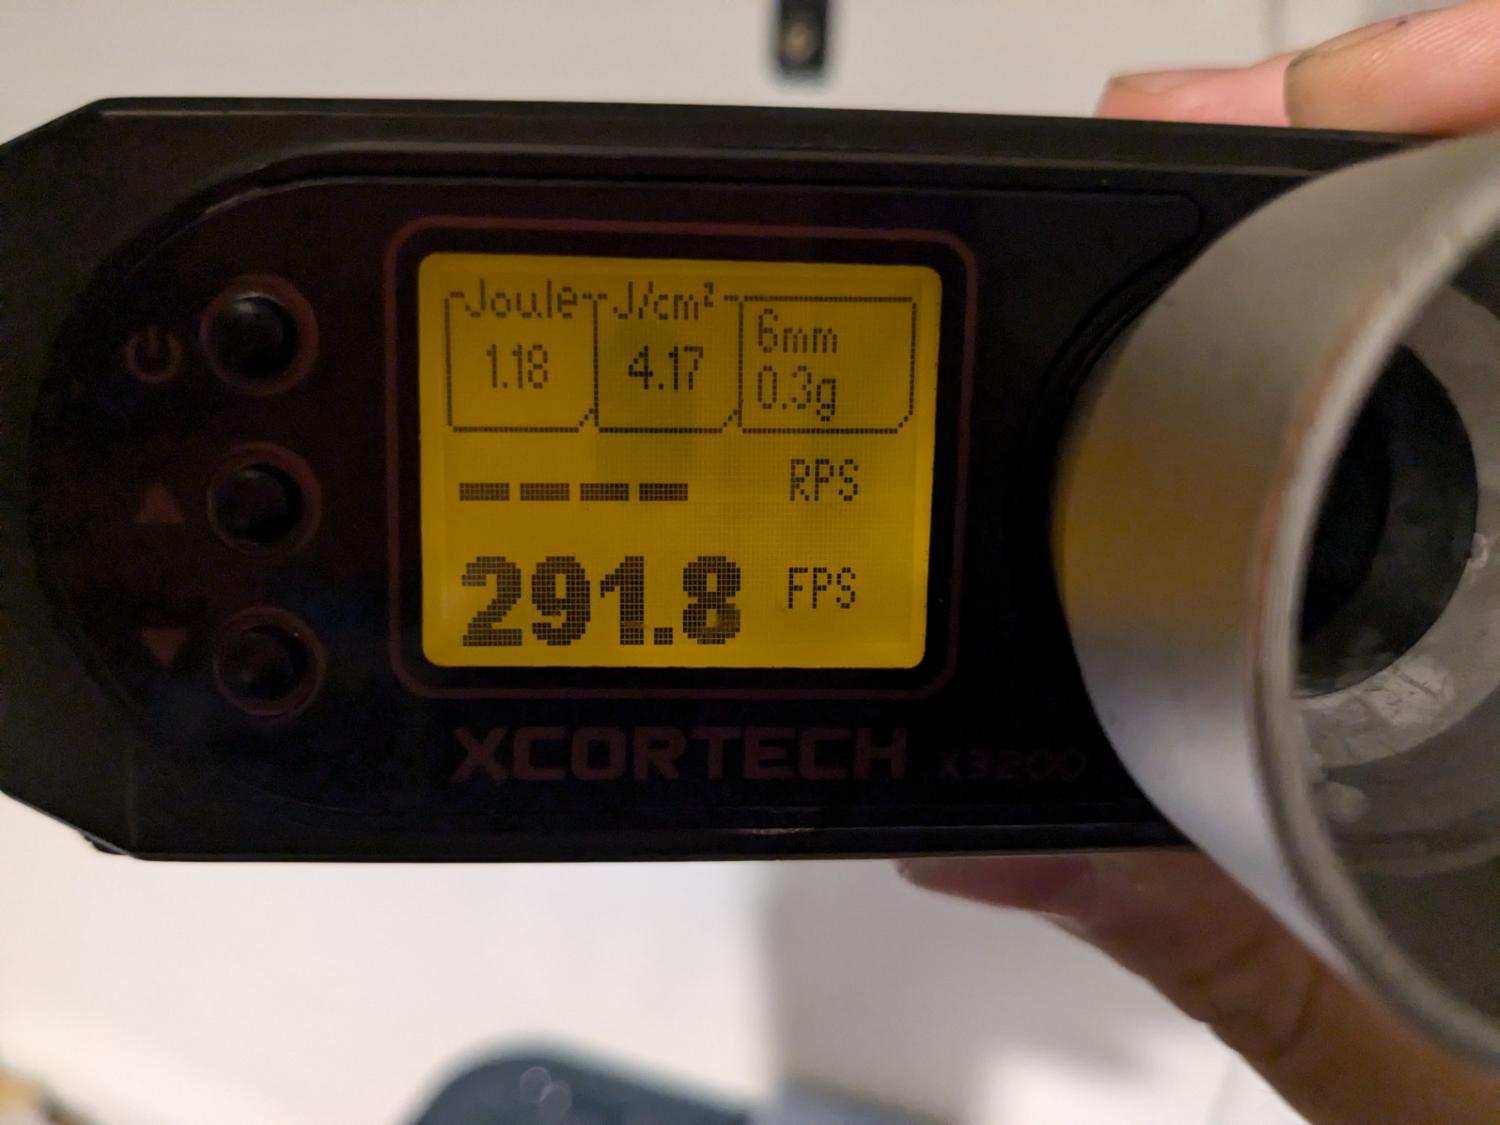 Joule J/cm² 6mm
1.18 4.17 0.3g
---- RPS
291.8 FPS
XCORTECH X3200